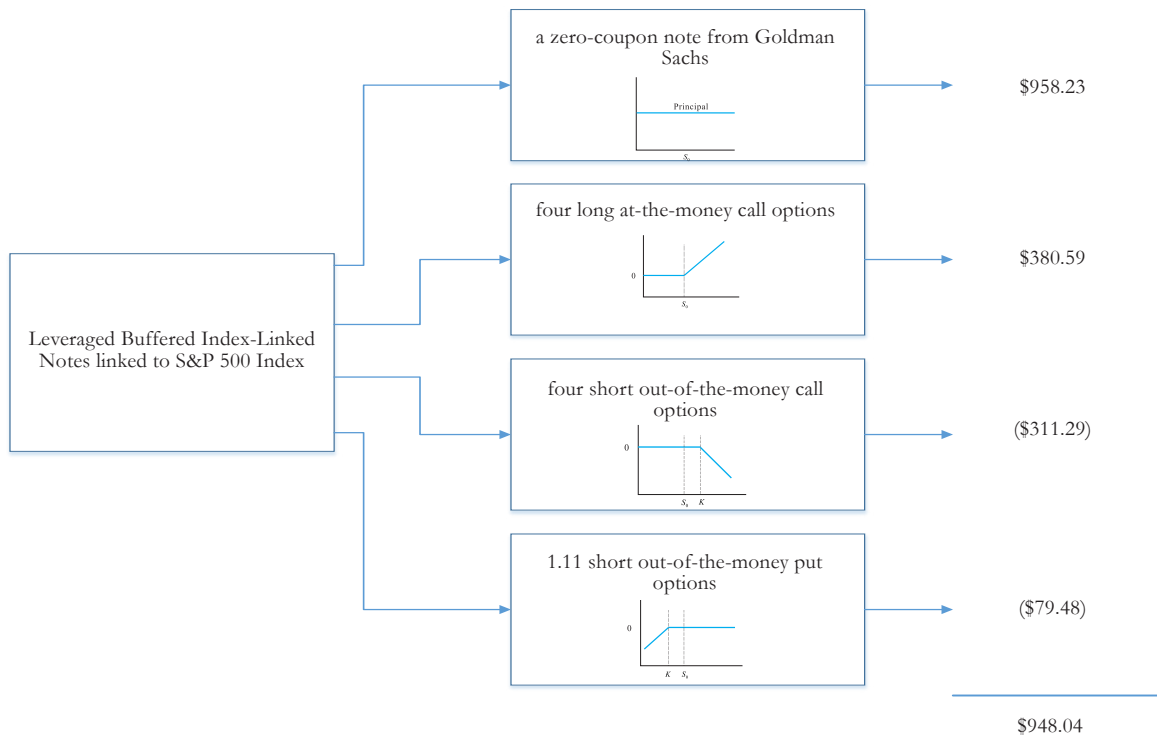 a zero-coupon note from Goldman
Sachs
Principal
S₀
$958.23
four long at-the-money call options
0
S₀
$380.59
Leveraged Buffered Index-Linked
Notes linked to S&P 500 Index
four short out-of-the-money call
options
0
S₀ K
($311.29)
1.11 short out-of-the-money put
options
0
K S₀
($79.48)
$948.04